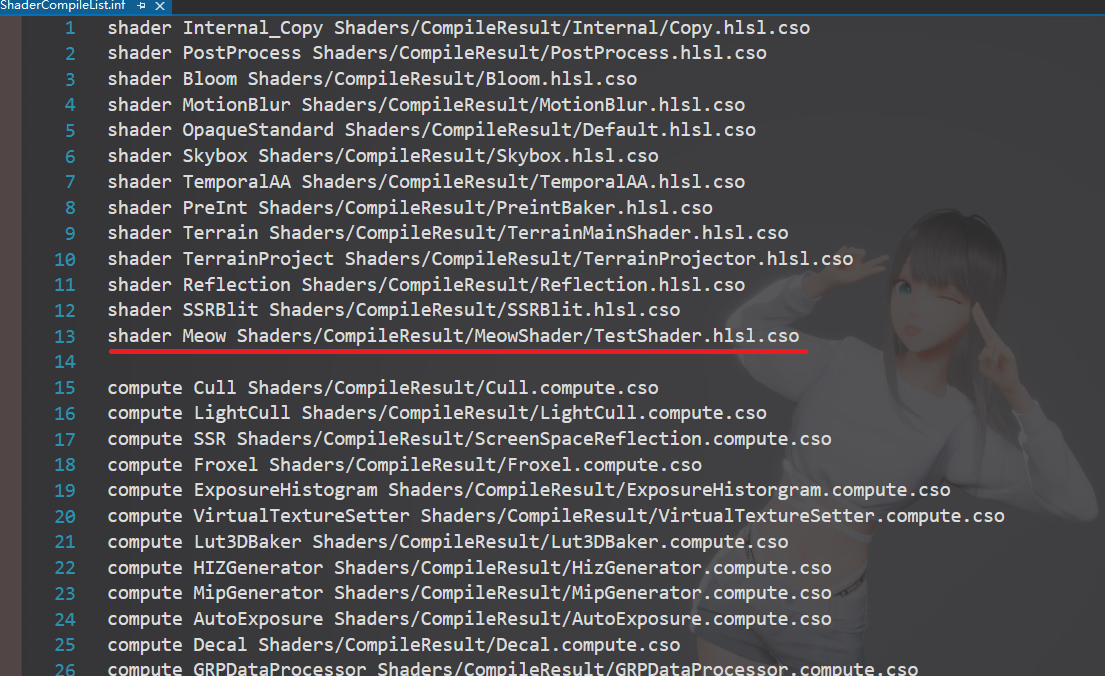 ShaderCompileList.inf
1 shader Internal_Copy Shaders/CompileResult/Internal/Copy.hlsl.cso
2 shader PostProcess Shaders/CompileResult/PostProcess.hlsl.cso
3 shader Bloom Shaders/CompileResult/Bloom.hlsl.cso
4 shader MotionBlur Shaders/CompileResult/MotionBlur.hlsl.cso
5 shader OpaqueStandard Shaders/CompileResult/Default.hlsl.cso
6 shader Skybox Shaders/CompileResult/Skybox.hlsl.cso
7 shader TemporalAA Shaders/CompileResult/TemporalAA.hlsl.cso
8 shader PreInt Shaders/CompileResult/PreintBaker.hlsl.cso
9 shader Terrain Shaders/CompileResult/TerrainMainShader.hlsl.cso
10 shader TerrainProject Shaders/CompileResult/TerrainProjector.hlsl.cso
11 shader Reflection Shaders/CompileResult/Reflection.hlsl.cso
12 shader SSRBlit Shaders/CompileResult/SSRBlit.hlsl.cso
13 shader Meow Shaders/CompileResult/MeowShader/TestShader.hlsl.cso
14
15 compute Cull Shaders/CompileResult/Cull.compute.cso
16 compute LightCull Shaders/CompileResult/LightCull.compute.cso
17 compute SSR Shaders/CompileResult/ScreenSpaceReflection.compute.cso
18 compute Froxel Shaders/CompileResult/Froxel.compute.cso
19 compute ExposureHistogram Shaders/CompileResult/ExposureHistorgram.compute.cso
20 compute VirtualTextureSetter Shaders/CompileResult/VirtualTextureSetter.compute.cso
21 compute Lut3DBaker Shaders/CompileResult/Lut3DBaker.compute.cso
22 compute HIZGenerator Shaders/CompileResult/HizGenerator.compute.cso
23 compute MipGenerator Shaders/CompileResult/MipGenerator.compute.cso
24 compute AutoExposure Shaders/CompileResult/AutoExposure.compute.cso
25 compute Decal Shaders/CompileResult/Decal.compute.cso
26 compute GRPDataProcessor Shaders/CompileResult/GRPDataProcessor.compute.cso